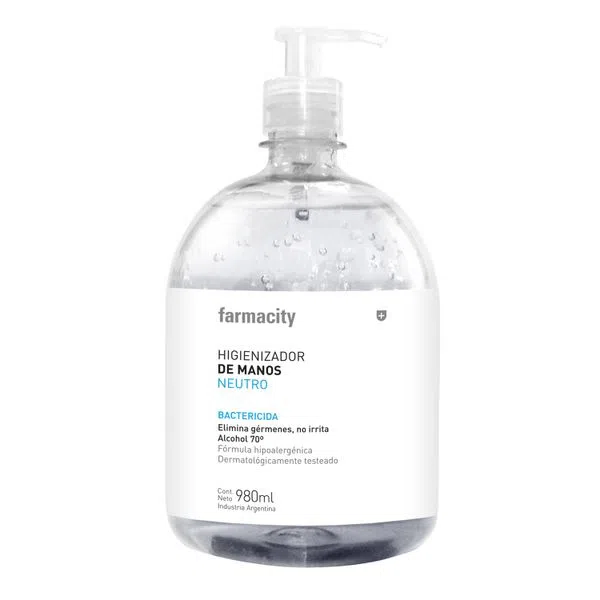 farmacity
HIGIENIZADOR
DE MANOS
NEUTRO
BACTERICIDA
Elimina gérmenes, no irrita
Alcohol 70º
Fórmula hipoalergénica
Dermatológicamente testeado
Cont.
Neto 980ml
Industria Argentina